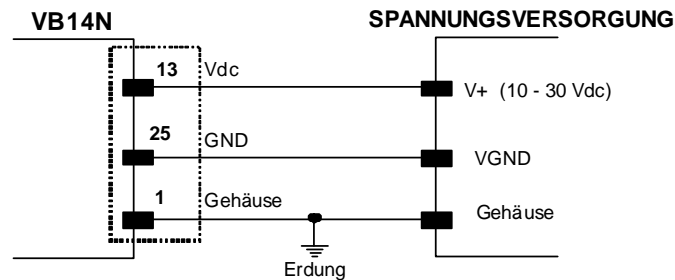 VB14N
SPANNUNGSVERSORGUNG
13 Vdc
V+ (10 - 30 Vdc)
25 GND
VGND
1 Gehäuse
Gehäuse
Erdung